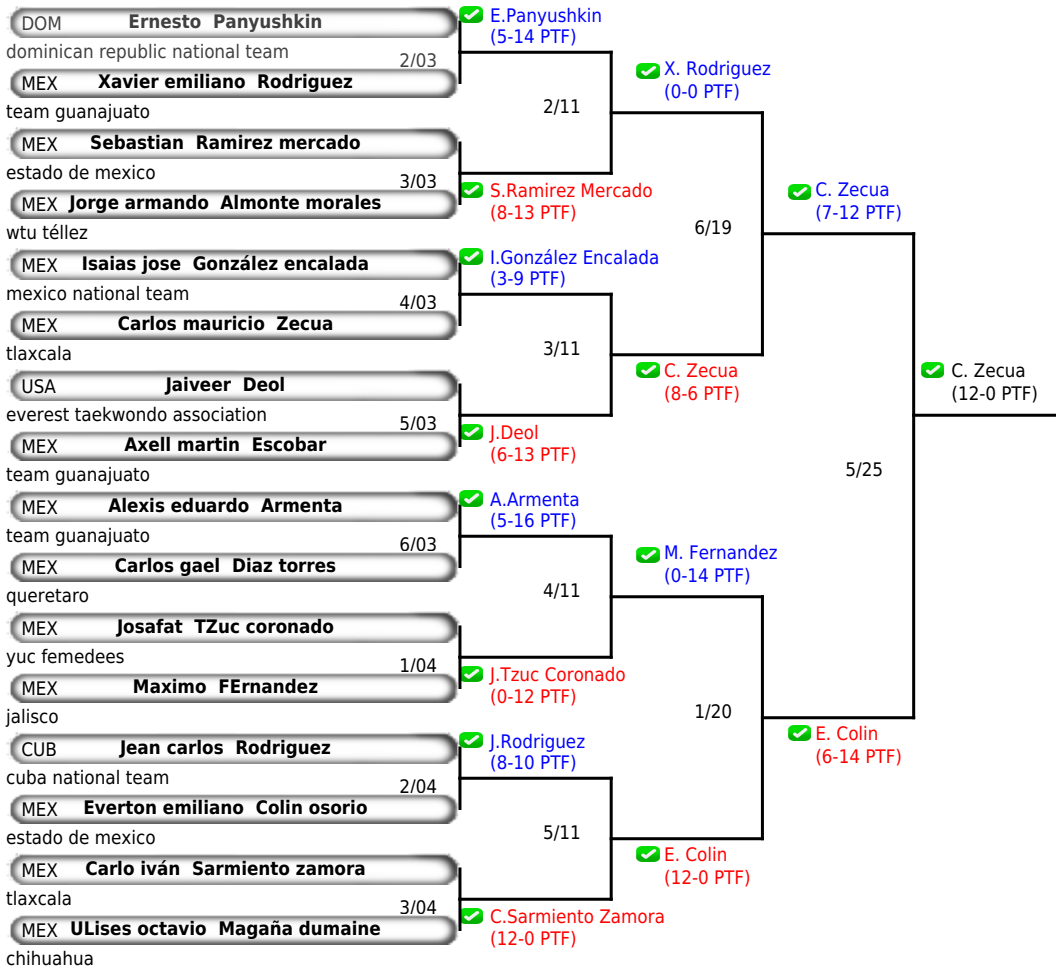 DOM Ernesto Panyushkin
dominican republic national team
2/03
MEX Xavier emiliano Rodriguez
team guanajuato
MEX Sebastian Ramirez mercado
estado de mexico
3/03
MEX Jorge armando Almonte morales
wtu téllez
MEX Isaias jose González encalada
mexico national team
4/03
MEX Carlos mauricio Zecua
tlaxcala
USA Jaiveer Deol
everest taekwondo association
5/03
MEX Axell martin Escobar
team guanajuato
MEX Alexis eduardo Armenta
team guanajuato
6/03
MEX Carlos gael Diaz torres
queretaro
MEX Josafat TZuc coronado
yuc femedees
1/04
MEX Maximo FErnandez
jalisco
CUB Jean carlos Rodriguez
cuba national team
2/04
MEX Everton emiliano Colin osorio
estado de mexico
MEX Carlo iván Sarmiento zamora
tlaxcala
3/04
MEX ULises octavio Magaña dumaine
chihuahua
E.Panyushkin
(5-14 PTF)
2/11
S.Ramirez Mercado
(8-13 PTF)
I.González Encalada
(3-9 PTF)
3/11
J.Deol
(6-13 PTF)
A.Armenta
(5-16 PTF)
4/11
J.Tzuc Coronado
(0-12 PTF)
J.Rodriguez
(8-10 PTF)
5/11
C.Sarmiento Zamora
(12-0 PTF)
X. Rodriguez
(0-0 PTF)
6/19
C. Zecua
(8-6 PTF)
M. Fernandez
(0-14 PTF)
1/20
E. Colin
(12-0 PTF)
C. Zecua
(7-12 PTF)
5/25
E. Colin
(6-14 PTF)
C. Zecua
(12-0 PTF)